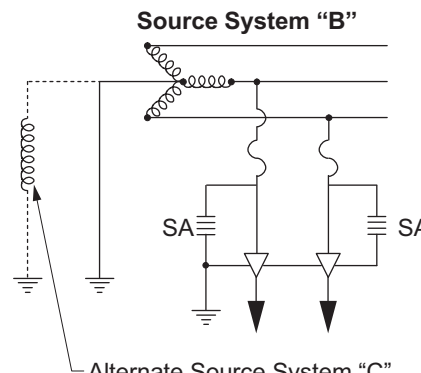 Source System “B”
SA
SA
Alternate Source System “C”